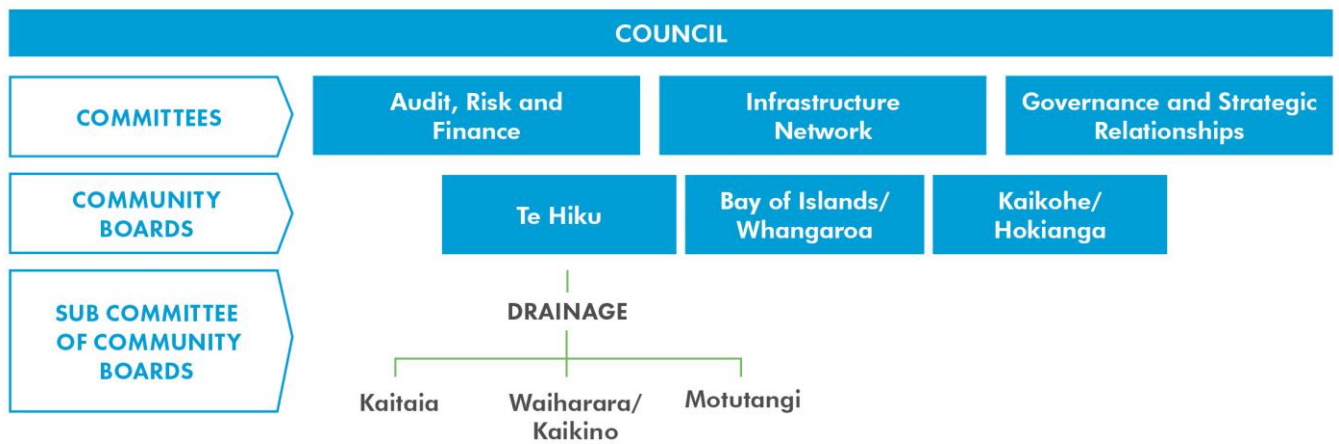 COUNCIL
COMMITTEES
Audit, Risk and
Finance
Infrastructure
Network
Governance and Strategic
Relationships
COMMUNITY
BOARDS
Te Hiku
Bay of Islands/
Whangaroa
Kaikohe/
Hokianga
SUB COMMITTEE
OF COMMUNITY
BOARDS
DRAINAGE
Kaitaia
Waiharara/
Kaikino
Motutangi